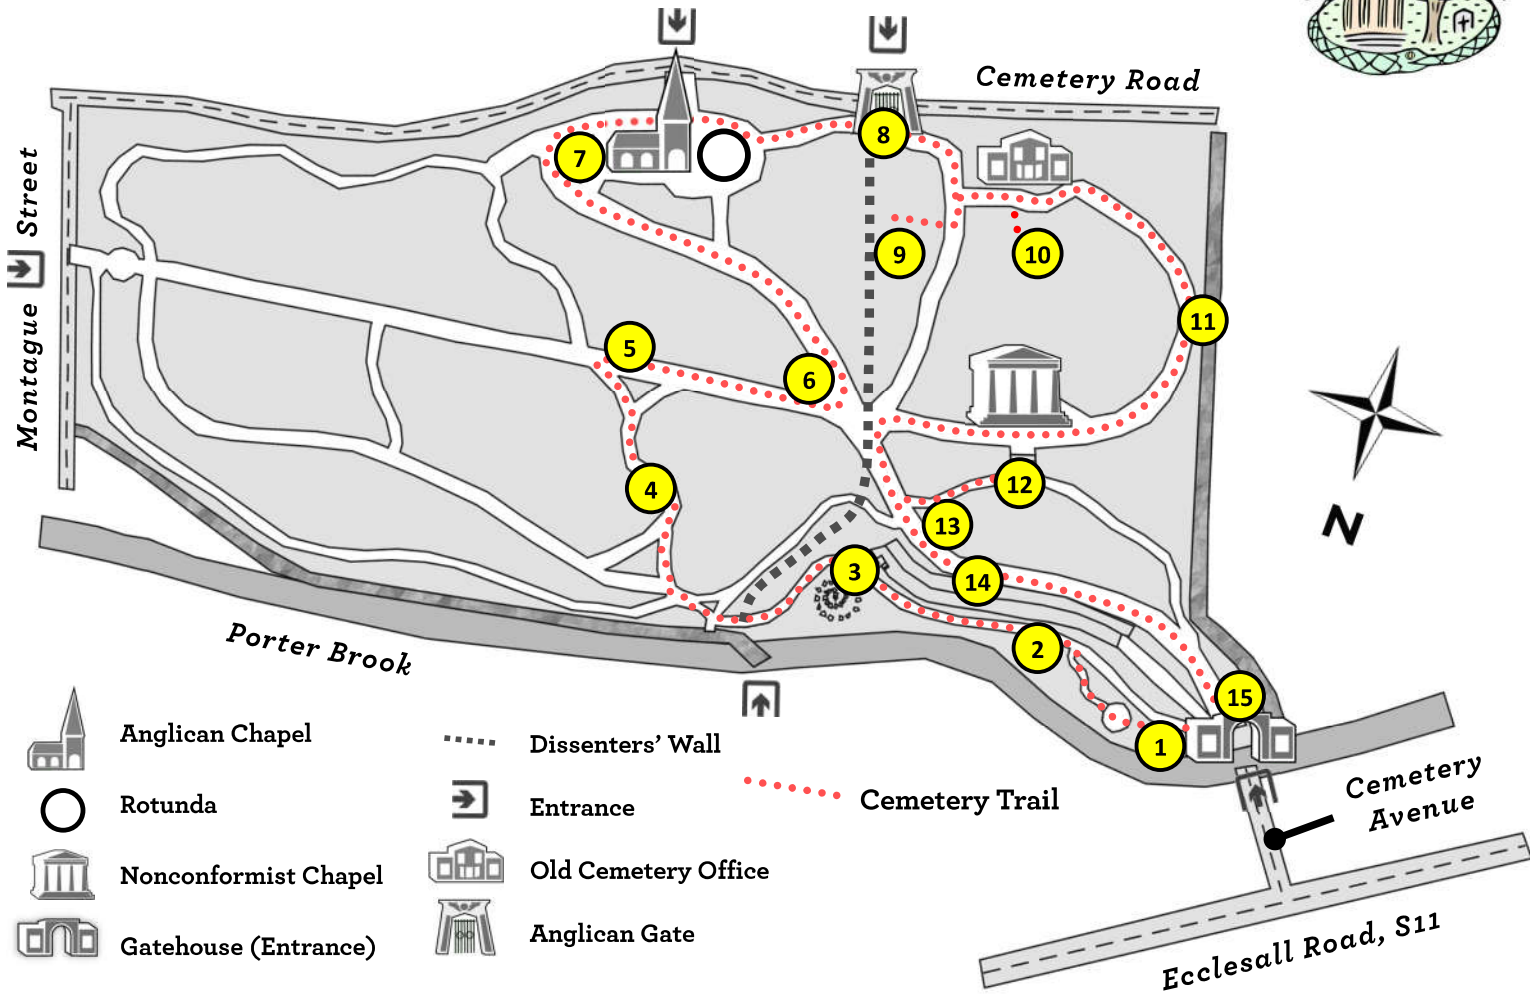 Cemetery Road
Montague Street
7
8
9
10
11
5
6
4
12
13
3
14
2
15
1
N
Porter Brook
Anglican Chapel
Rotunda
Nonconformist Chapel
Gatehouse (Entrance)
Dissenters' Wall
Entrance
Old Cemetery Office
Anglican Gate
Cemetery Trail
Cemetery
Avenue
Ecclesall Road, S11